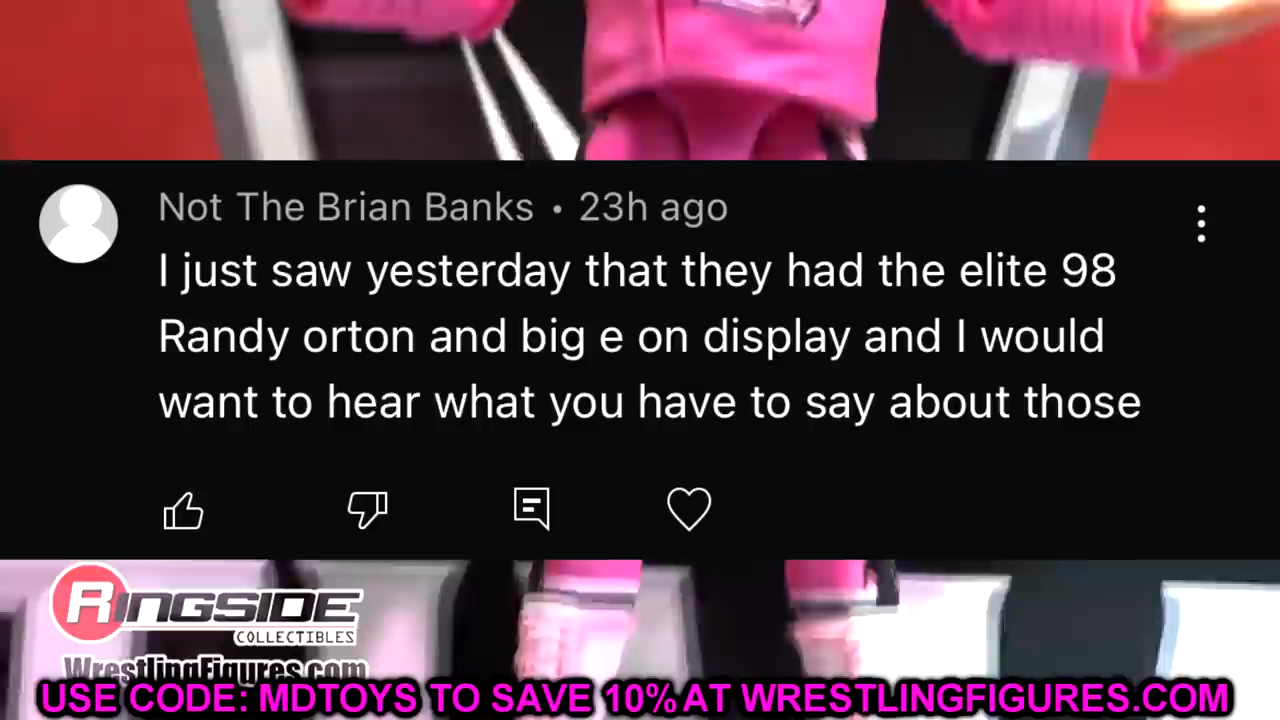 Not The Brian Banks • 23h ago
I just saw yesterday that they had the elite 98
Randy orton and big e on display and I would
want to hear what you have to say about those
RINGSIDE
COLLECTIBLES
WrestlingFigures.com
USE CODE: MDTOYS TO SAVE 10% AT WRESTLINGFIGURES.COM